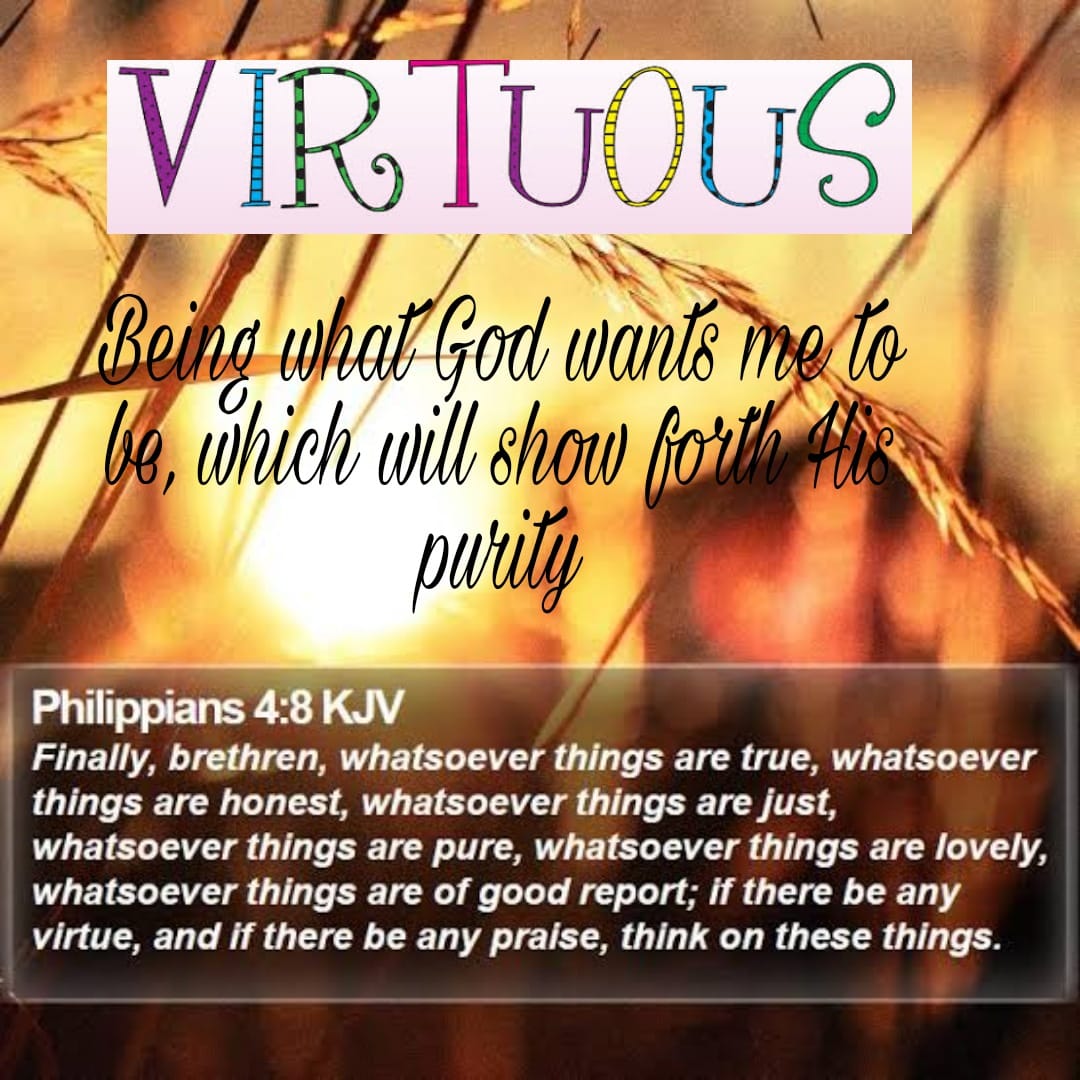 VIRTUOUS
Being what God wants me to
be, which will show forth His
purity
Philippians 4:8 KJV
Finally, brethren, whatsoever things are true, whatsoever
things are honest, whatsoever things are just,
whatsoever things are pure, whatsoever things are lovely,
whatsoever things are of good report; if there be any
virtue, and if there be any praise, think on these things.